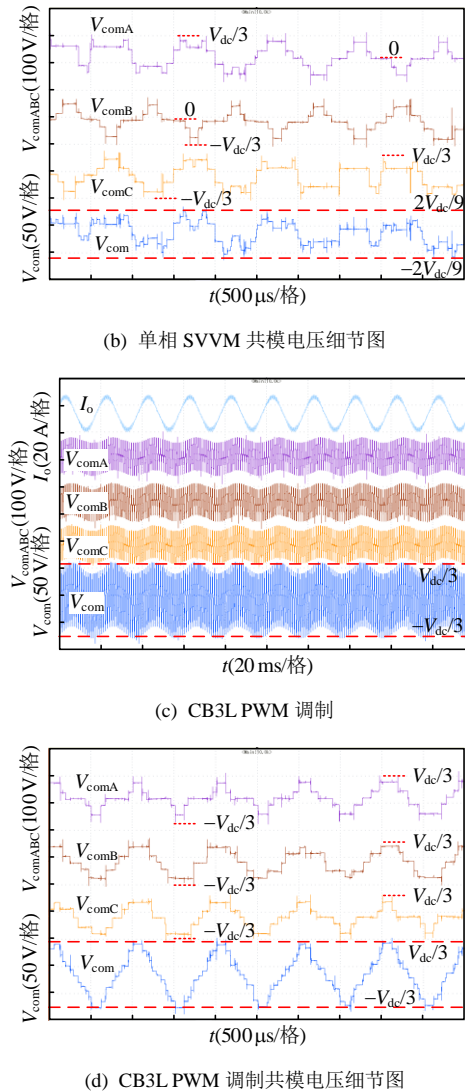 V_comABC(100 V/格)
V_com(50 V/格)
V_comA
V_dc/3
0
V_comB
0
−V_dc/3
V_dc/3
V_comC
−V_dc/3
2V_dc/9
V_com
−2V_dc/9
t(500 μs/格)
(b) 单相 SVVM 共模电压细节图
I_o(20 A/格)
V_comABC(100 V/格)
V_com(50 V/格)
I_o
V_comA
V_comB
V_comC
V_dc/3
V_com
−V_dc/3
t(20 ms/格)
(c) CB3L PWM 调制
V_comABC(100 V/格)
V_com(50 V/格)
V_comA
V_dc/3
−V_dc/3
V_comB
V_dc/3
−V_dc/3
V_comC
V_dc/3
−V_dc/3
V_com
V_dc/3
−V_dc/3
t(500 μs/格)
(d) CB3L PWM 调制共模电压细节图